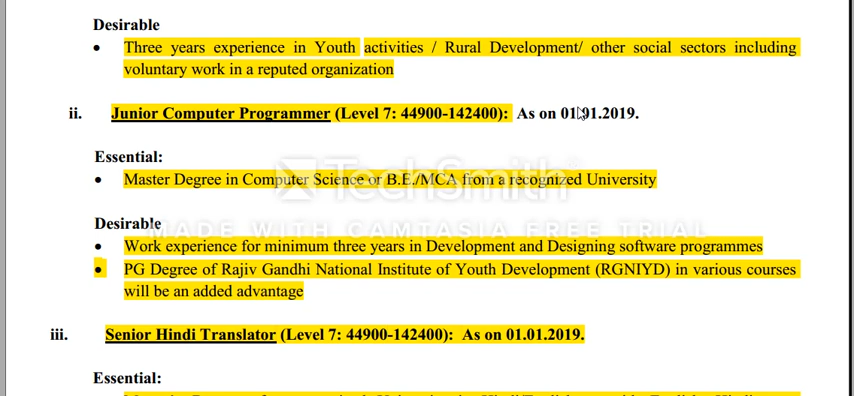 Desirable
• Three years experience in Youth activities / Rural Development/ other social sectors including
voluntary work in a reputed organization
ii. Junior Computer Programmer (Level 7: 44900-142400): As on 01.01.2019.
Essential:
• Master Degree in Computer Science or B.E./MCA from a recognized University
TechSmith
Desirable
MADE WITH CAMTASIA FREE TRIAL
• Work experience for minimum three years in Development and Designing software programmes
• PG Degree of Rajiv Gandhi National Institute of Youth Development (RGNIYD) in various courses
will be an added advantage
iii. Senior Hindi Translator (Level 7: 44900-142400): As on 01.01.2019.
Essential: